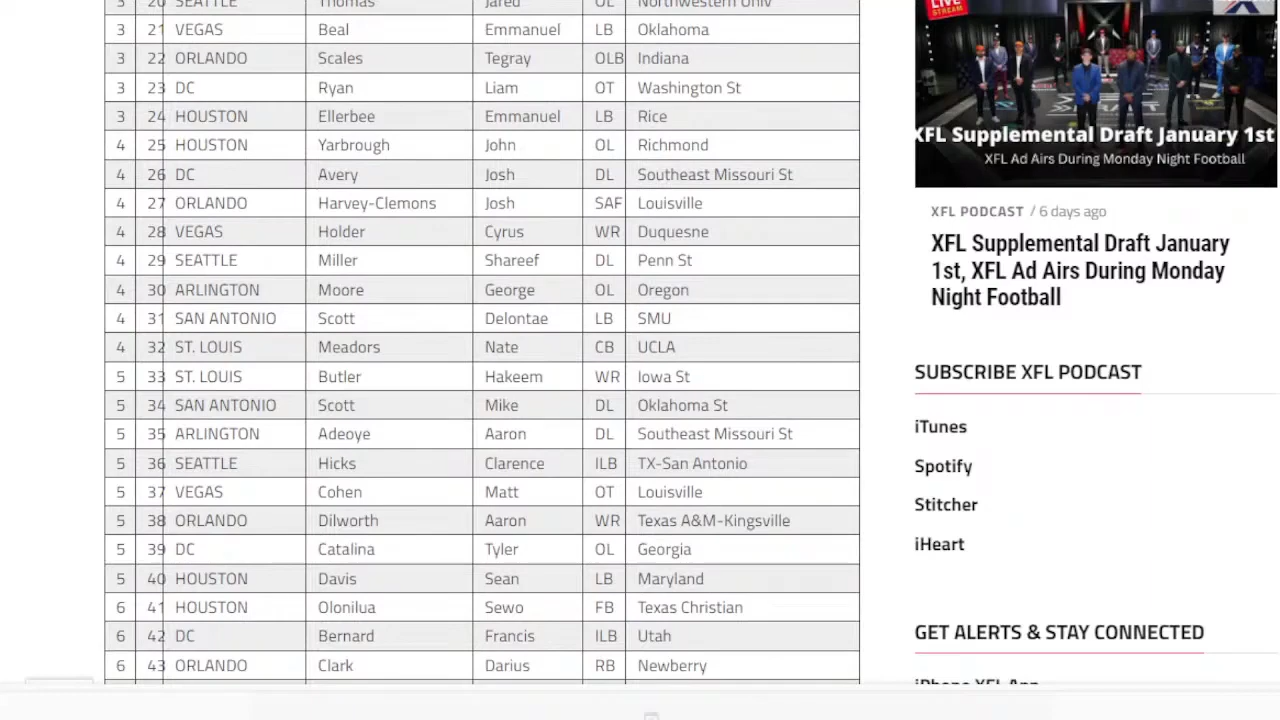 3 20 SEATTLE Thomas Jared OL Northwestern Univ
3 21 VEGAS Beal Emmanuel LB Oklahoma
3 22 ORLANDO Scales Tegray OLB Indiana
3 23 DC Ryan Liam OT Washington St
3 24 HOUSTON Ellerbee Emmanuel LB Rice
4 25 HOUSTON Yarbrough John OL Richmond
4 26 DC Avery Josh DL Southeast Missouri St
4 27 ORLANDO Harvey-Clemons Josh SAF Louisville
4 28 VEGAS Holder Cyrus WR Duquesne
4 29 SEATTLE Miller Shareef DL Penn St
4 30 ARLINGTON Moore George OL Oregon
4 31 SAN ANTONIO Scott Delontae LB SMU
4 32 ST. LOUIS Meadors Nate CB UCLA
5 33 ST. LOUIS Butler Hakeem WR Iowa St
5 34 SAN ANTONIO Scott Mike DL Oklahoma St
5 35 ARLINGTON Adeoye Aaron DL Southeast Missouri St
5 36 SEATTLE Hicks Clarence ILB TX-San Antonio
5 37 VEGAS Cohen Matt OT Louisville
5 38 ORLANDO Dilworth Aaron WR Texas A&M-Kingsville
5 39 DC Catalina Tyler OL Georgia
5 40 HOUSTON Davis Sean LB Maryland
6 41 HOUSTON Olonilua Sewo FB Texas Christian
6 42 DC Bernard Francis ILB Utah
6 43 ORLANDO Clark Darius RB Newberry
LIVE
STREAM
XFL Supplemental Draft January 1st
XFL Ad Airs During Monday Night Football
XFL PODCAST / 6 days ago
XFL Supplemental Draft January
1st, XFL Ad Airs During Monday
Night Football
SUBSCRIBE XFL PODCAST
iTunes
Spotify
Stitcher
iHeart
GET ALERTS & STAY CONNECTED
iPhone XFL App